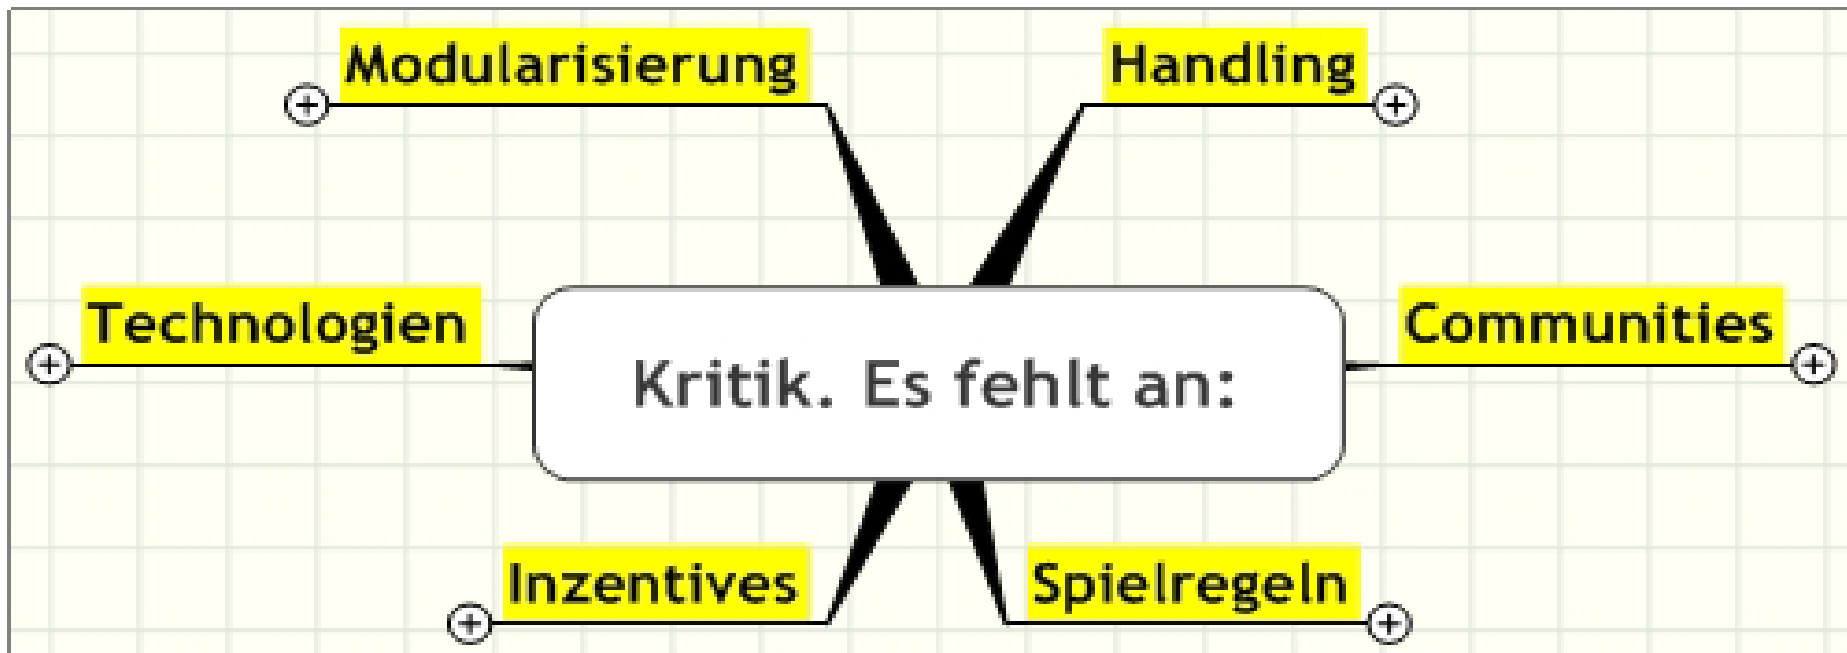 Modularisierung
Handling
Technologien
Kritik. Es fehlt an:
Communities
Inzentives
Spielregeln